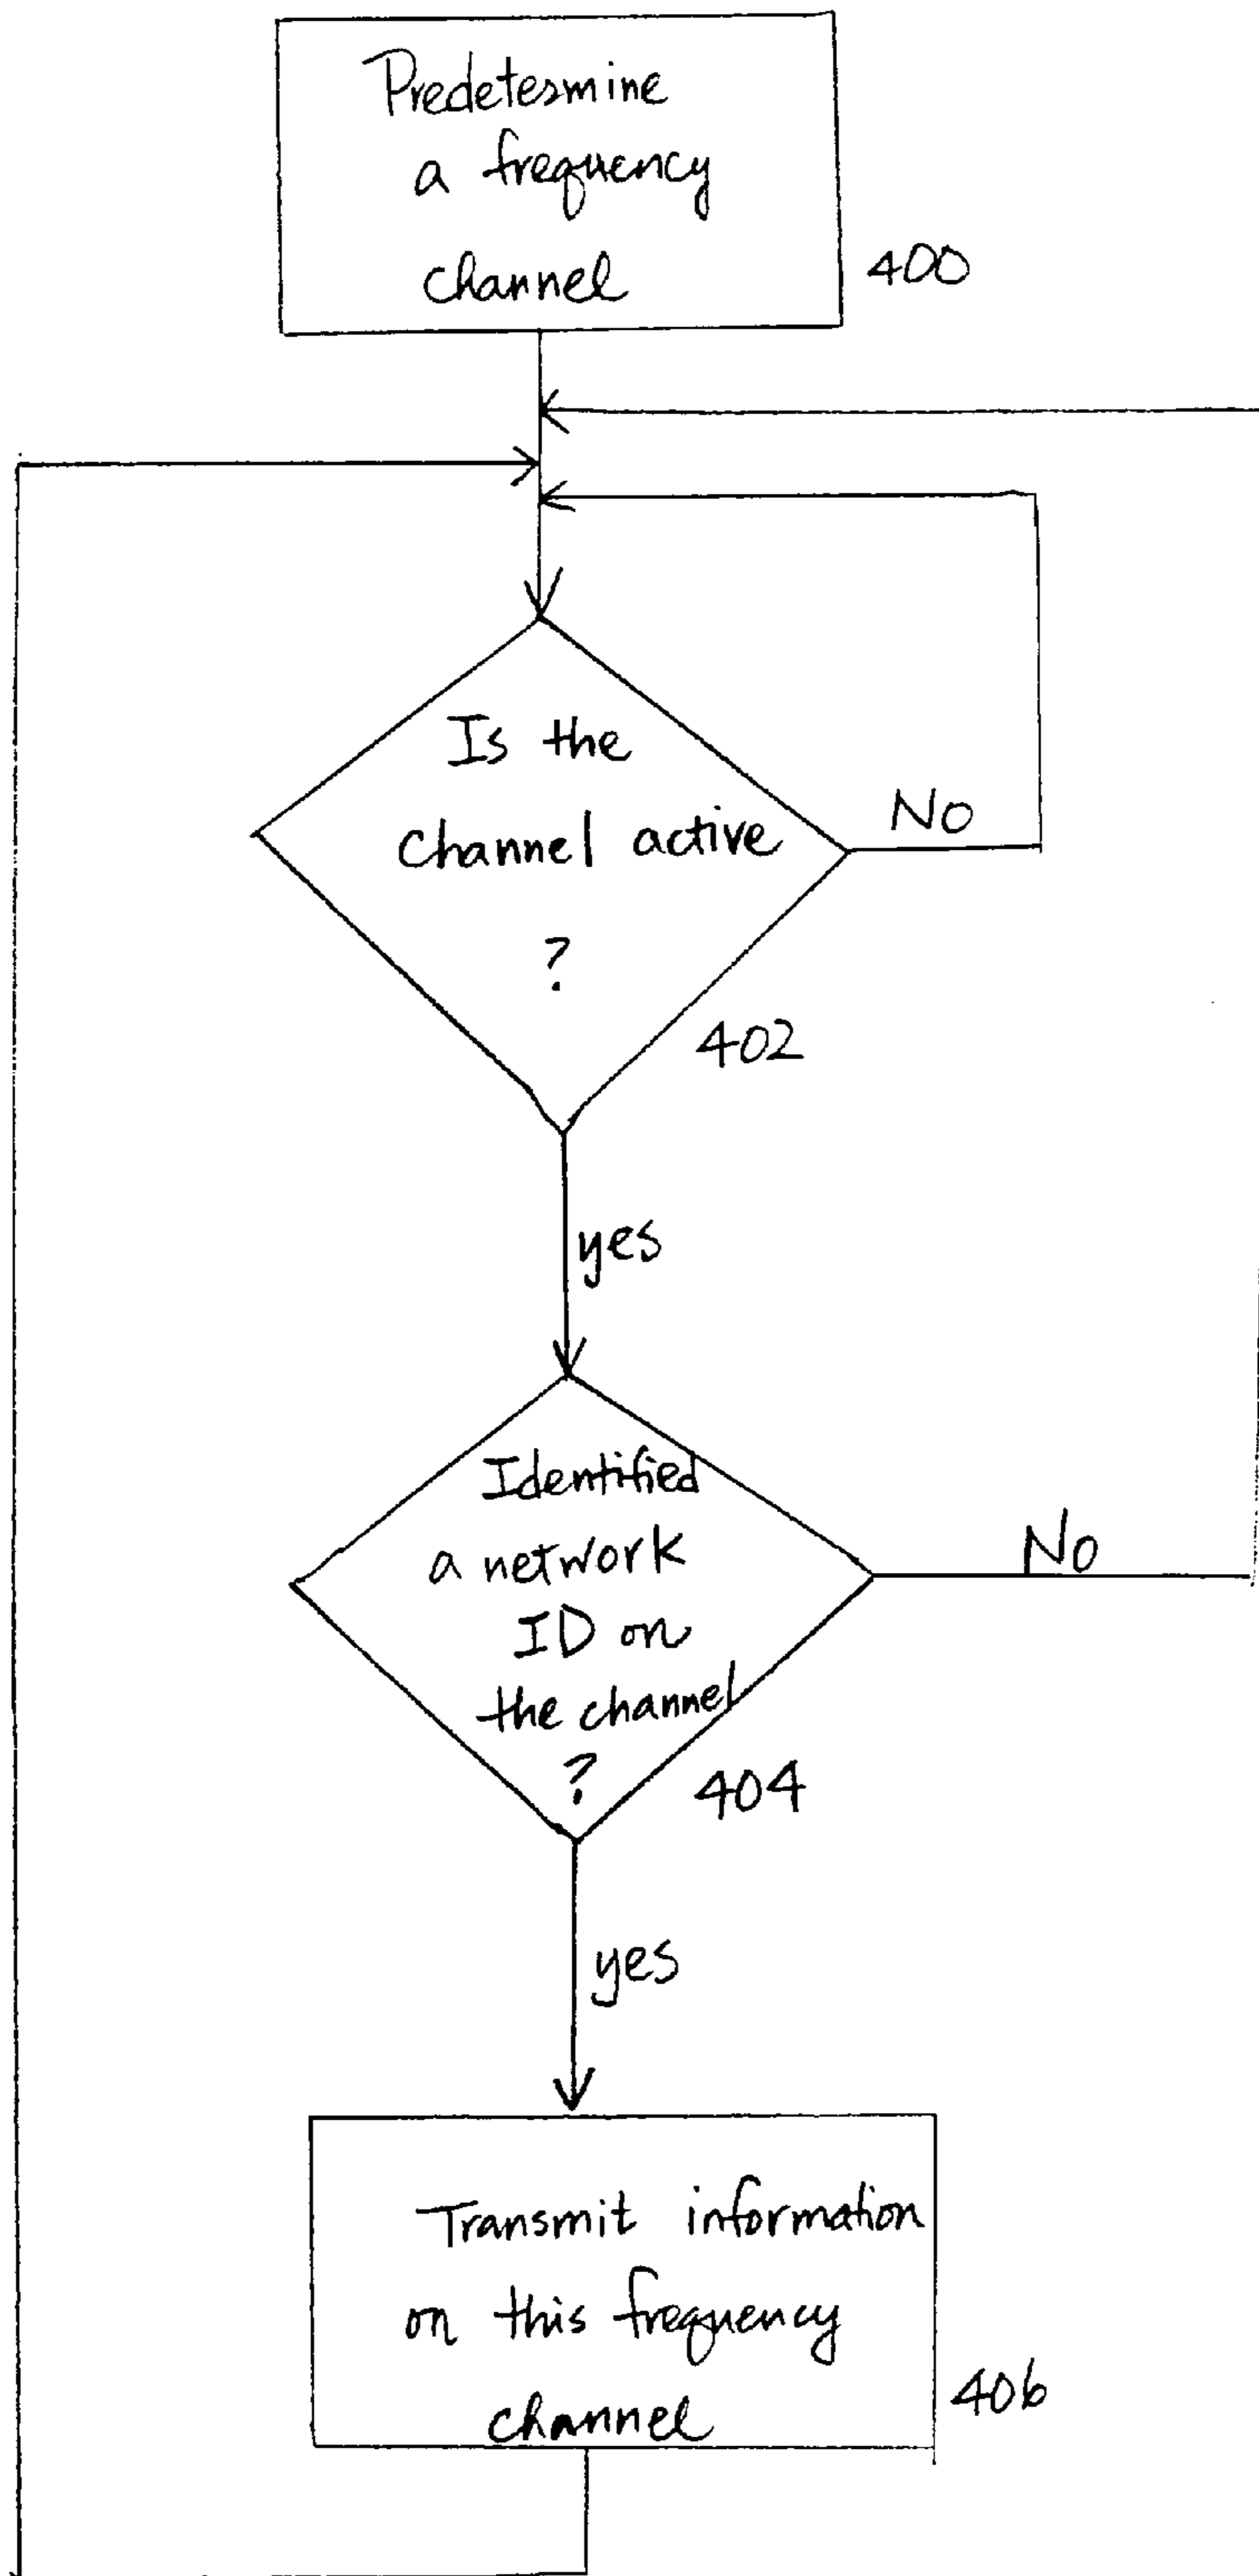 Predetermine
a frequency
channel
400
Is the
channel active
?
No
402
yes
Identified
a network
ID on
the channel
?
No
404
yes
Transmit information
on this frequency
channel
406